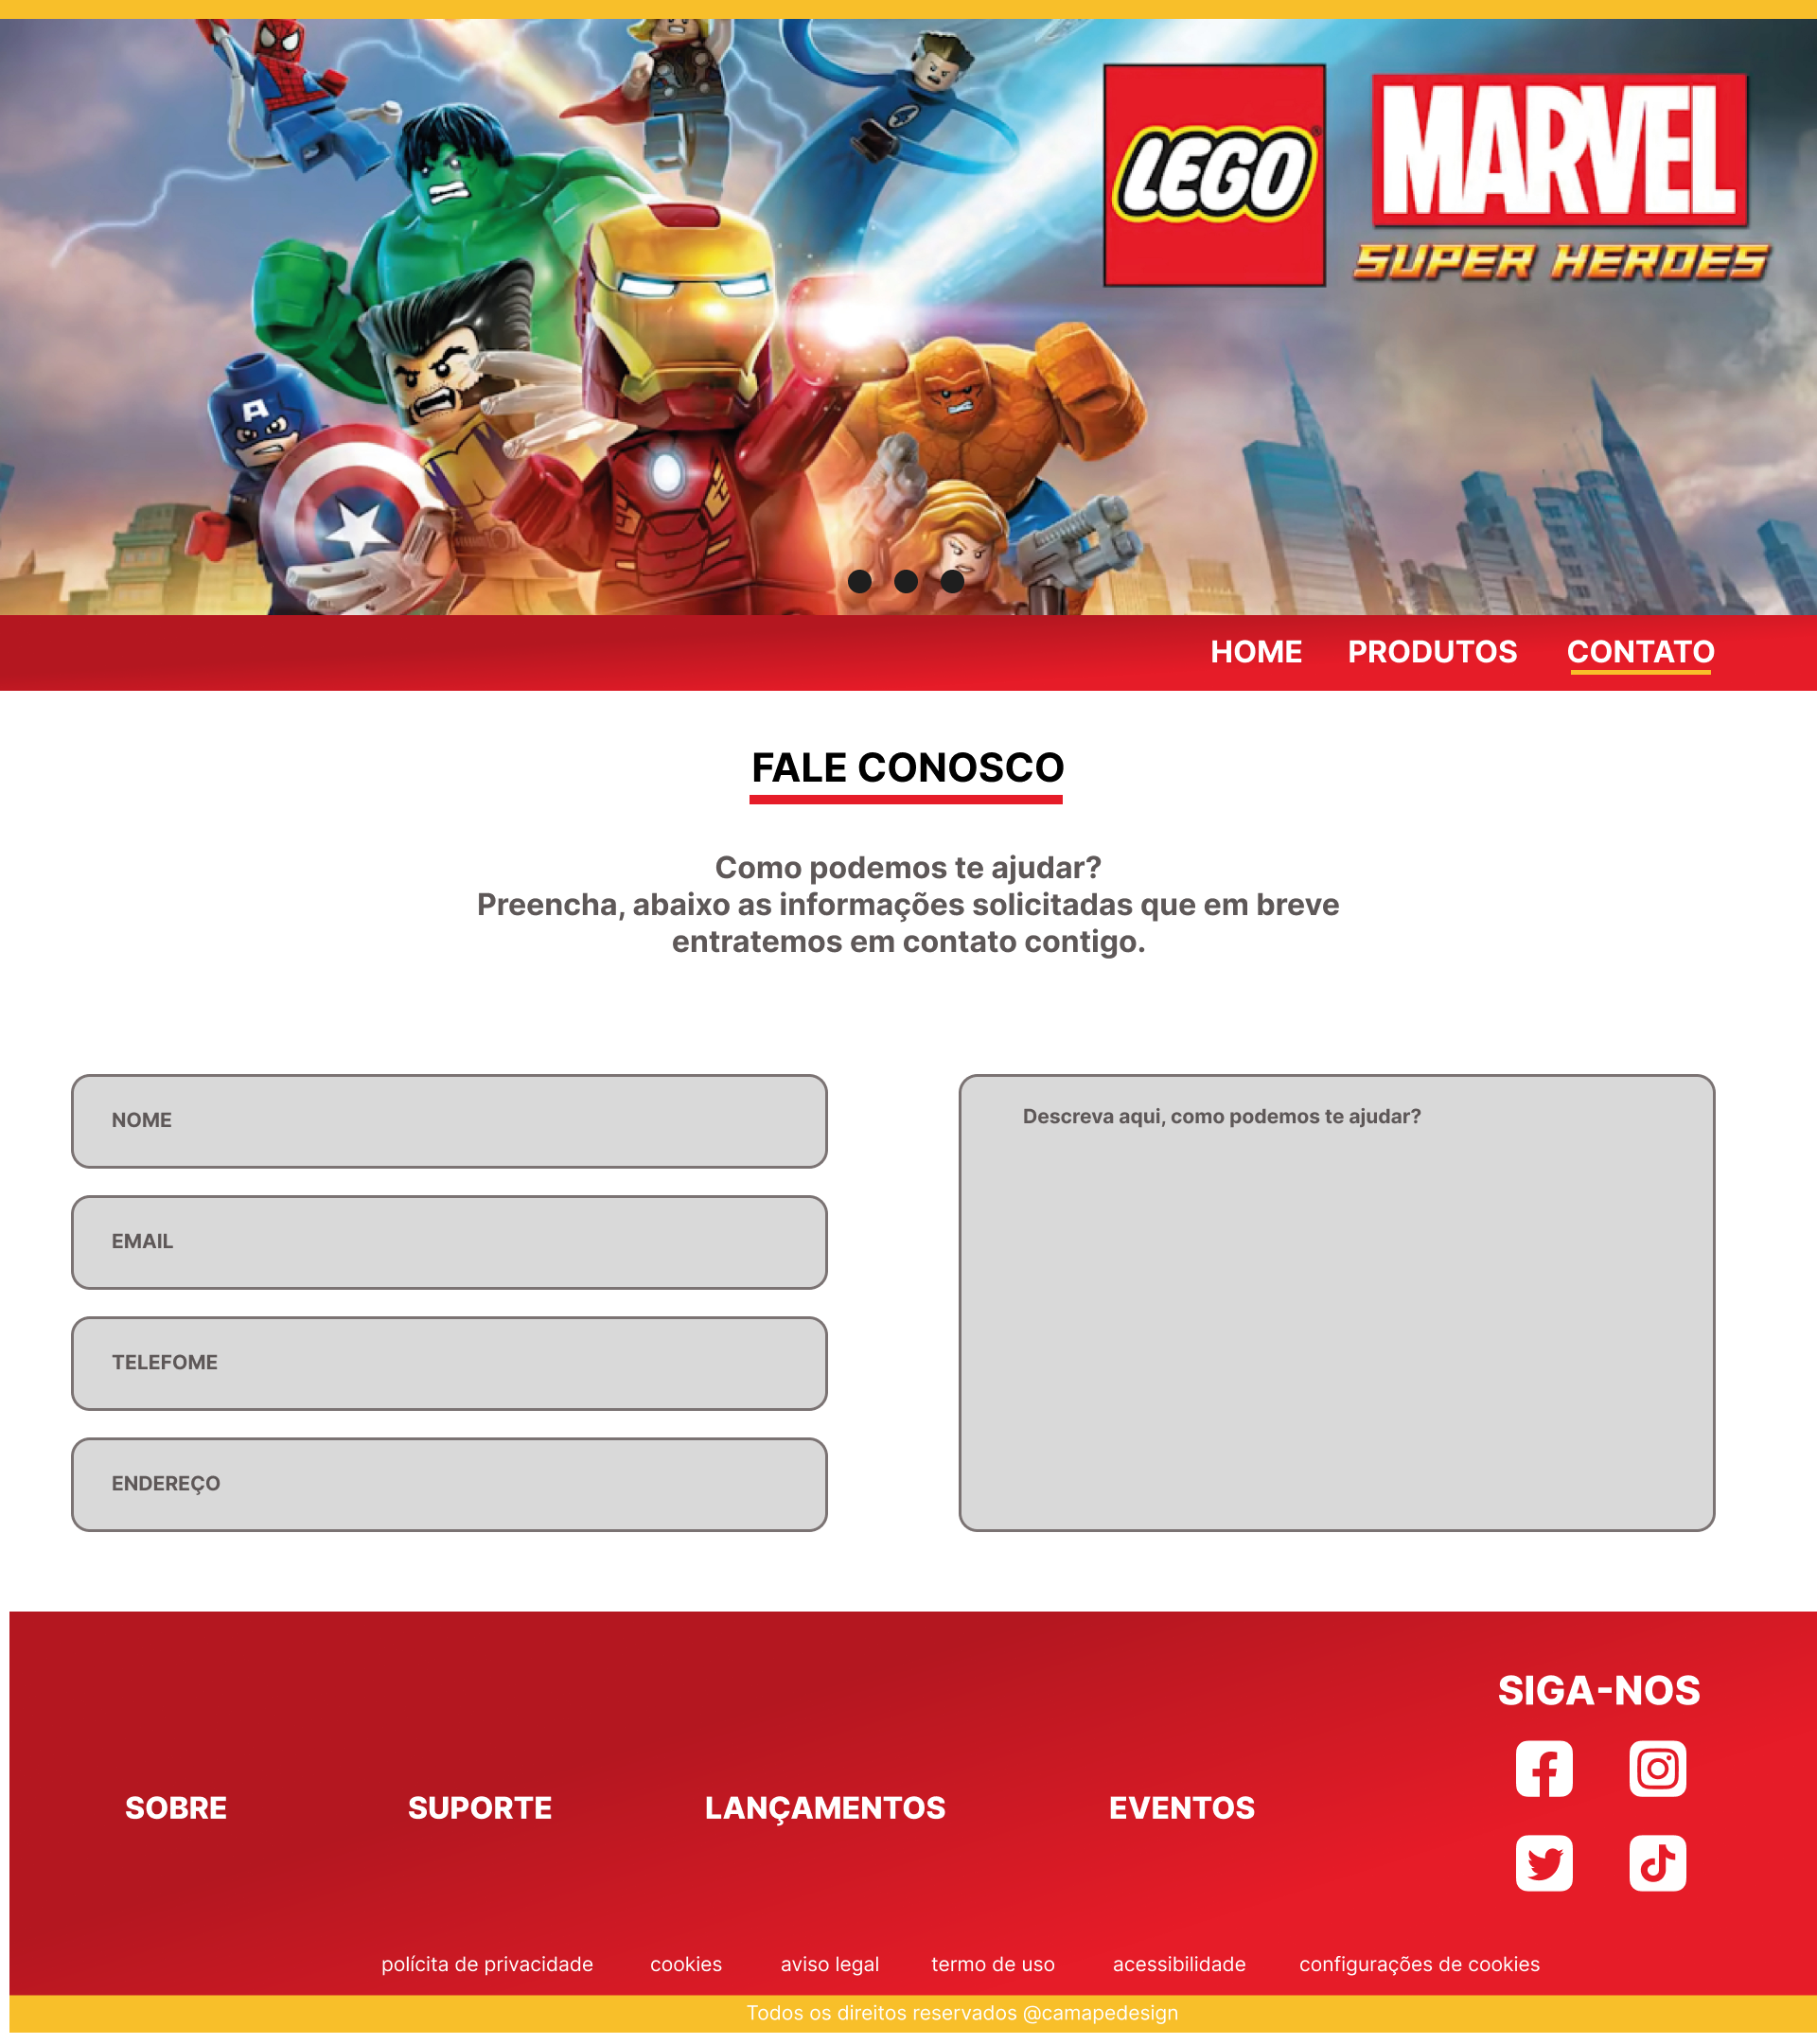 LEGO
®
MARVEL
SUPER HEROES
A
HOME PRODUTOS CONTATO
FALE CONOSCO
Como podemos te ajudar?
Preencha, abaixo as informações solicitadas que em breve
entratemos em contato contigo.
NOME
Descreva aqui, como podemos te ajudar?
EMAIL
TELEFOME
ENDEREÇO
SIGA-NOS
SOBRE SUPORTE LANÇAMENTOS EVENTOS
polícita de privacidade cookies aviso legal termo de uso acessibilidade configurações de cookies
Todos os direitos reservados @camapedesign